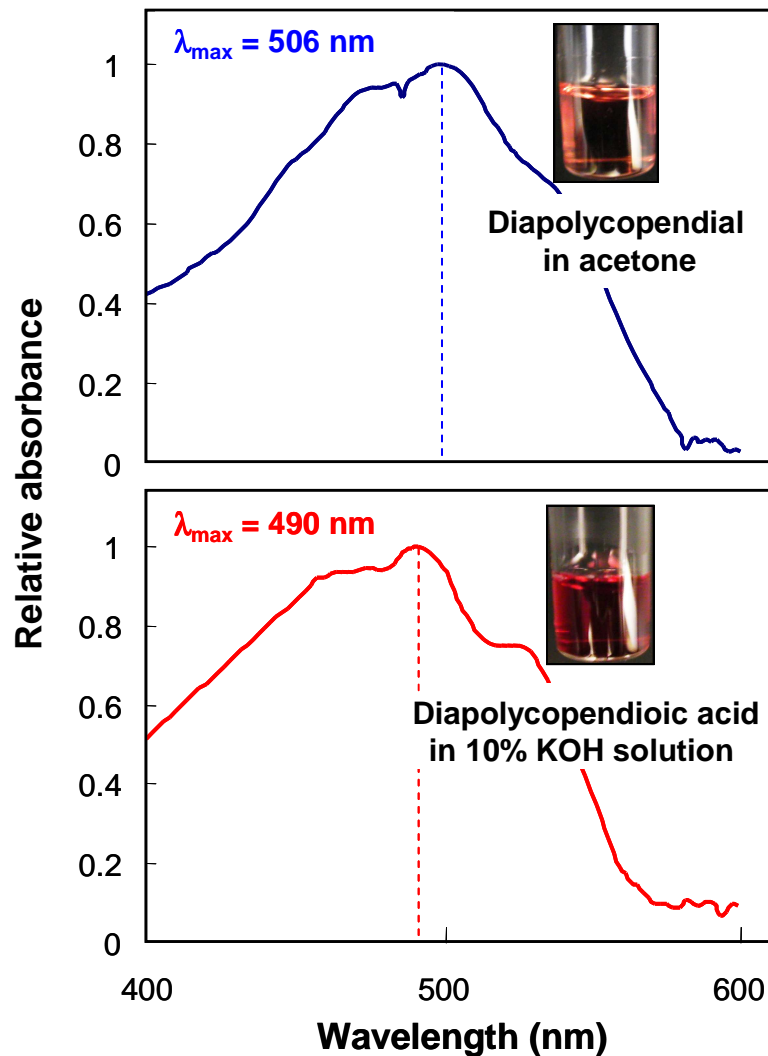 λmax = 506 nm
1
0.8
0.6
0.4
0.2
0
Diapolycopendial
in acetone
Relative absorbance
λmax = 490 nm
1
0.8
0.6
0.4
0.2
0
Diapolycopendioic acid
in 10% KOH solution
400
500
600
Wavelength (nm)